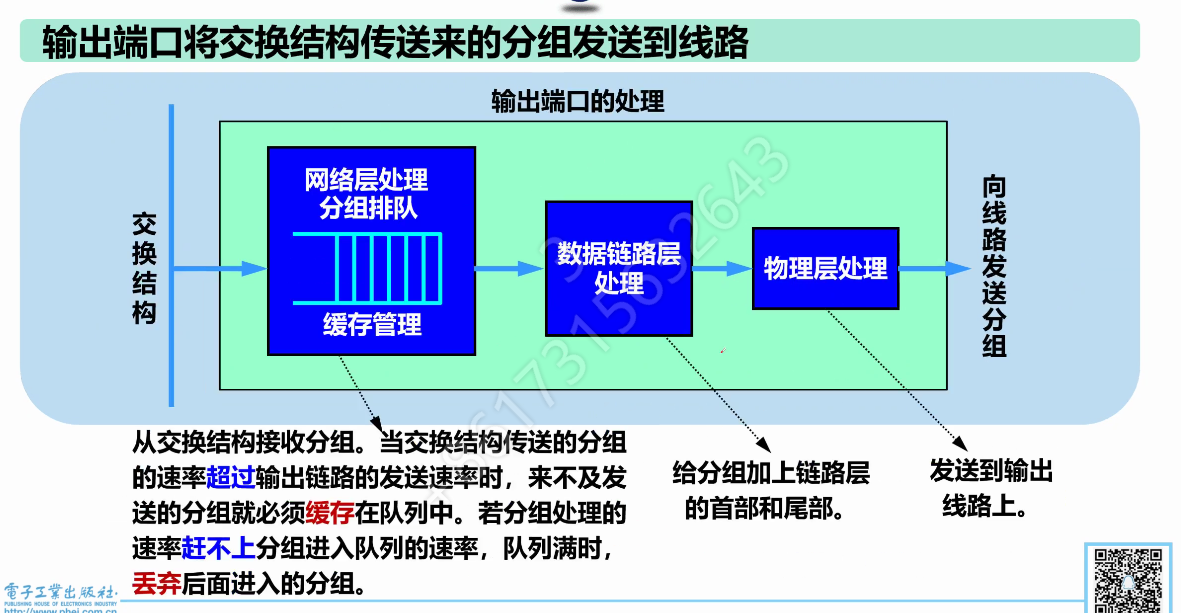 输出端口将交换结构传送来的分组发送到线路
输出端口的处理
交换结构
网络层处理
分组排队
缓存管理
数据链路层
处理
物理层处理
向线路发送分组
从交换结构接收分组。当交换结构传送的分组
的速率超过输出链路的发送速率时，来不及发
送的分组就必须缓存在队列中。若分组处理的
速率赶不上分组进入队列的速率，队列满时，
丢弃后面进入的分组。
给分组加上链路层
的首部和尾部。
发送到输出
线路上。
電子工業出版社
PUBLISHING HOUSE OF ELECTRONICS INDUSTRY
http://www.phei.com.cn